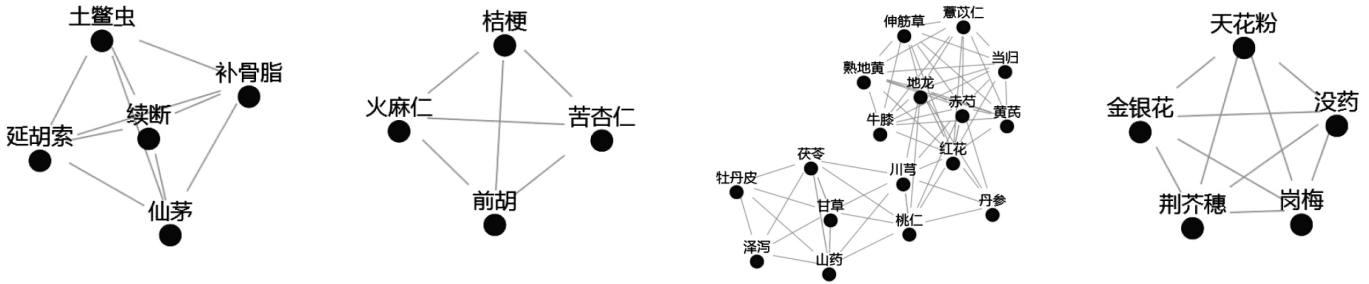 土鳖虫
补骨脂
续断
延胡索
仙茅
桔梗
火麻仁
苦杏仁
前胡
薏苡仁
伸筋草
当归
熟地黄
地龙
赤芍
黄芪
牛膝
红花
茯苓
川芎
牡丹皮
丹参
甘草
桃仁
泽泻
山药
天花粉
金银花
没药
荆芥穗
岗梅